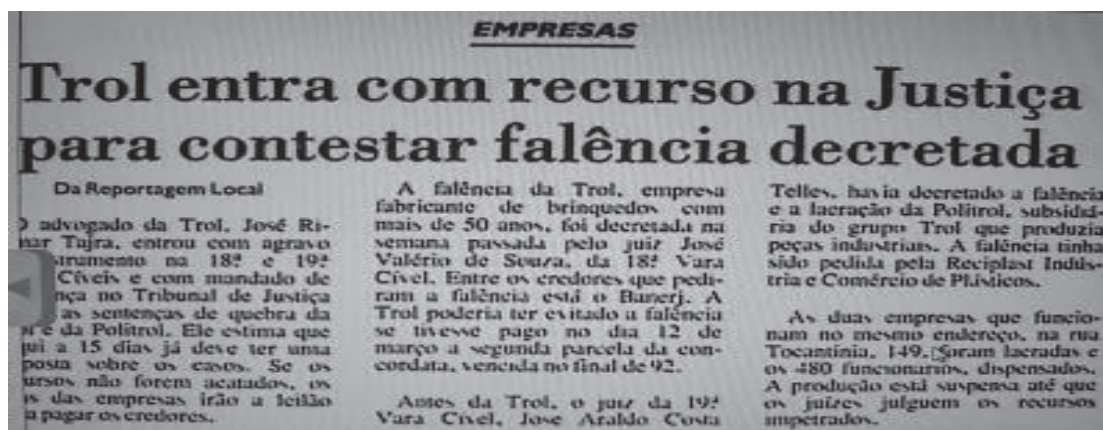 EMPRESAS
Trol entra com recurso na Justiça
para contestar falência decretada
Da Reportagem Local
O advogado da Trol, José Ri-
mar Tajra, entrou com agravo
strumento na 18ª e 19ª
Cíveis e com mandado de
nça no Tribunal de Justiça
as sentenças de quebra da
e da Politrol. Ele estima que
qui a 15 dias já deve ter uma
posta sobre os casos. Se os
ursos não forem acatados, os
s das empresas irão a leilão
a pagar os credores.
A falência da Trol, empresa
fabricante de brinquedos com
mais de 50 anos, foi decretada na
semana passada pelo juiz José
Valério de Souza, da 18ª Vara
Cível. Entre os credores que pedi-
ram a falência está o Banerj. A
Trol poderia ter evitado a falência
se tivesse pago no dia 12 de
março a segunda parcela da con-
cordata, vencida no final de 92.
Antes da Trol, o juiz da 19ª
Vara Cível, José Araldo Costa
Telles, havia decretado a falência
e a lacração da Politrol, subsidiá-
ria do grupo Trol que produzia
peças industriais. A falência tinha
sido pedida pela Reciplast Indús-
tria e Comércio de Plásticos.
As duas empresas que funcio-
nam no mesmo endereço, na rua
Tocantínia, 149, foram lacradas e
os 480 funcionários, dispensados.
A produção está suspensa até que
os juízes julguem os recursos
impetrados.